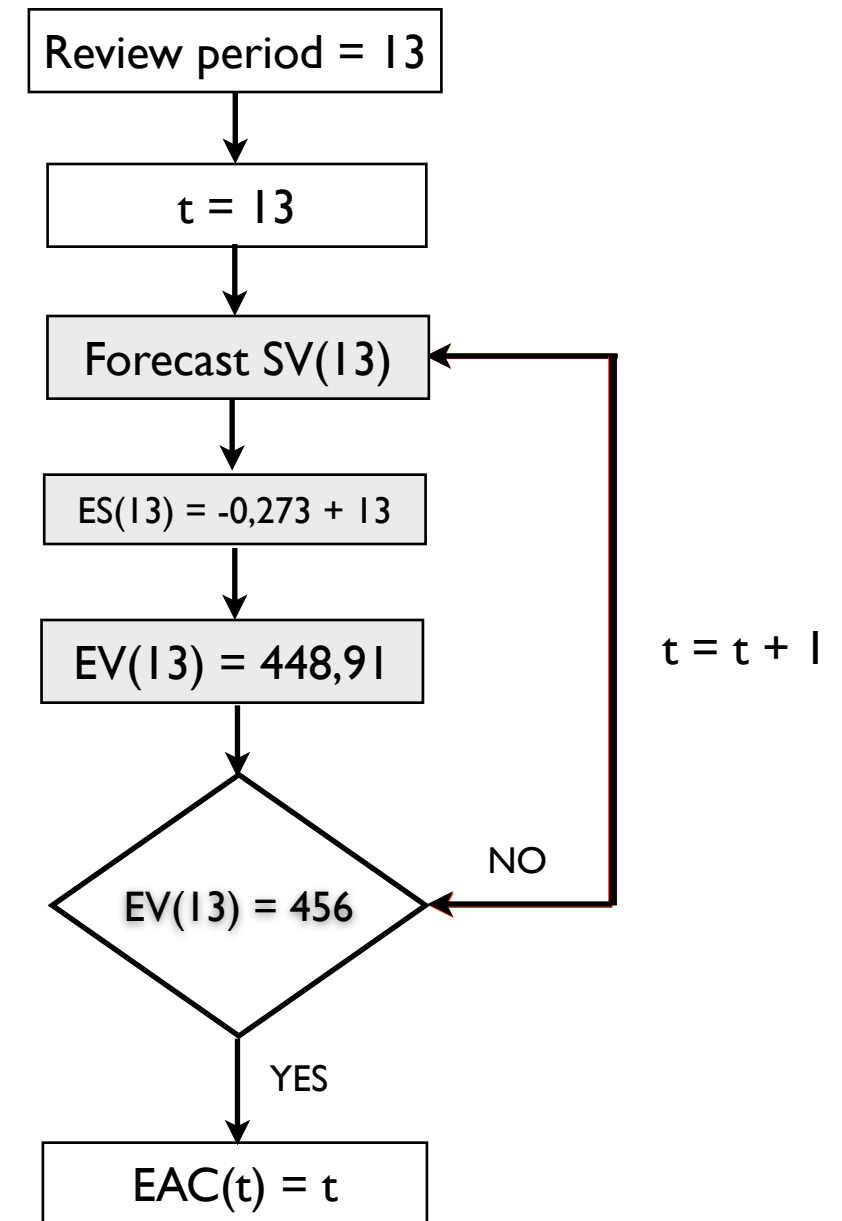 Review period = 13
t = 13
Forecast SV(13)
ES(13) = -0,273 + 13
EV(13) = 448,91
t = t + 1
NO
EV(13) = 456
YES
EAC(t) = t